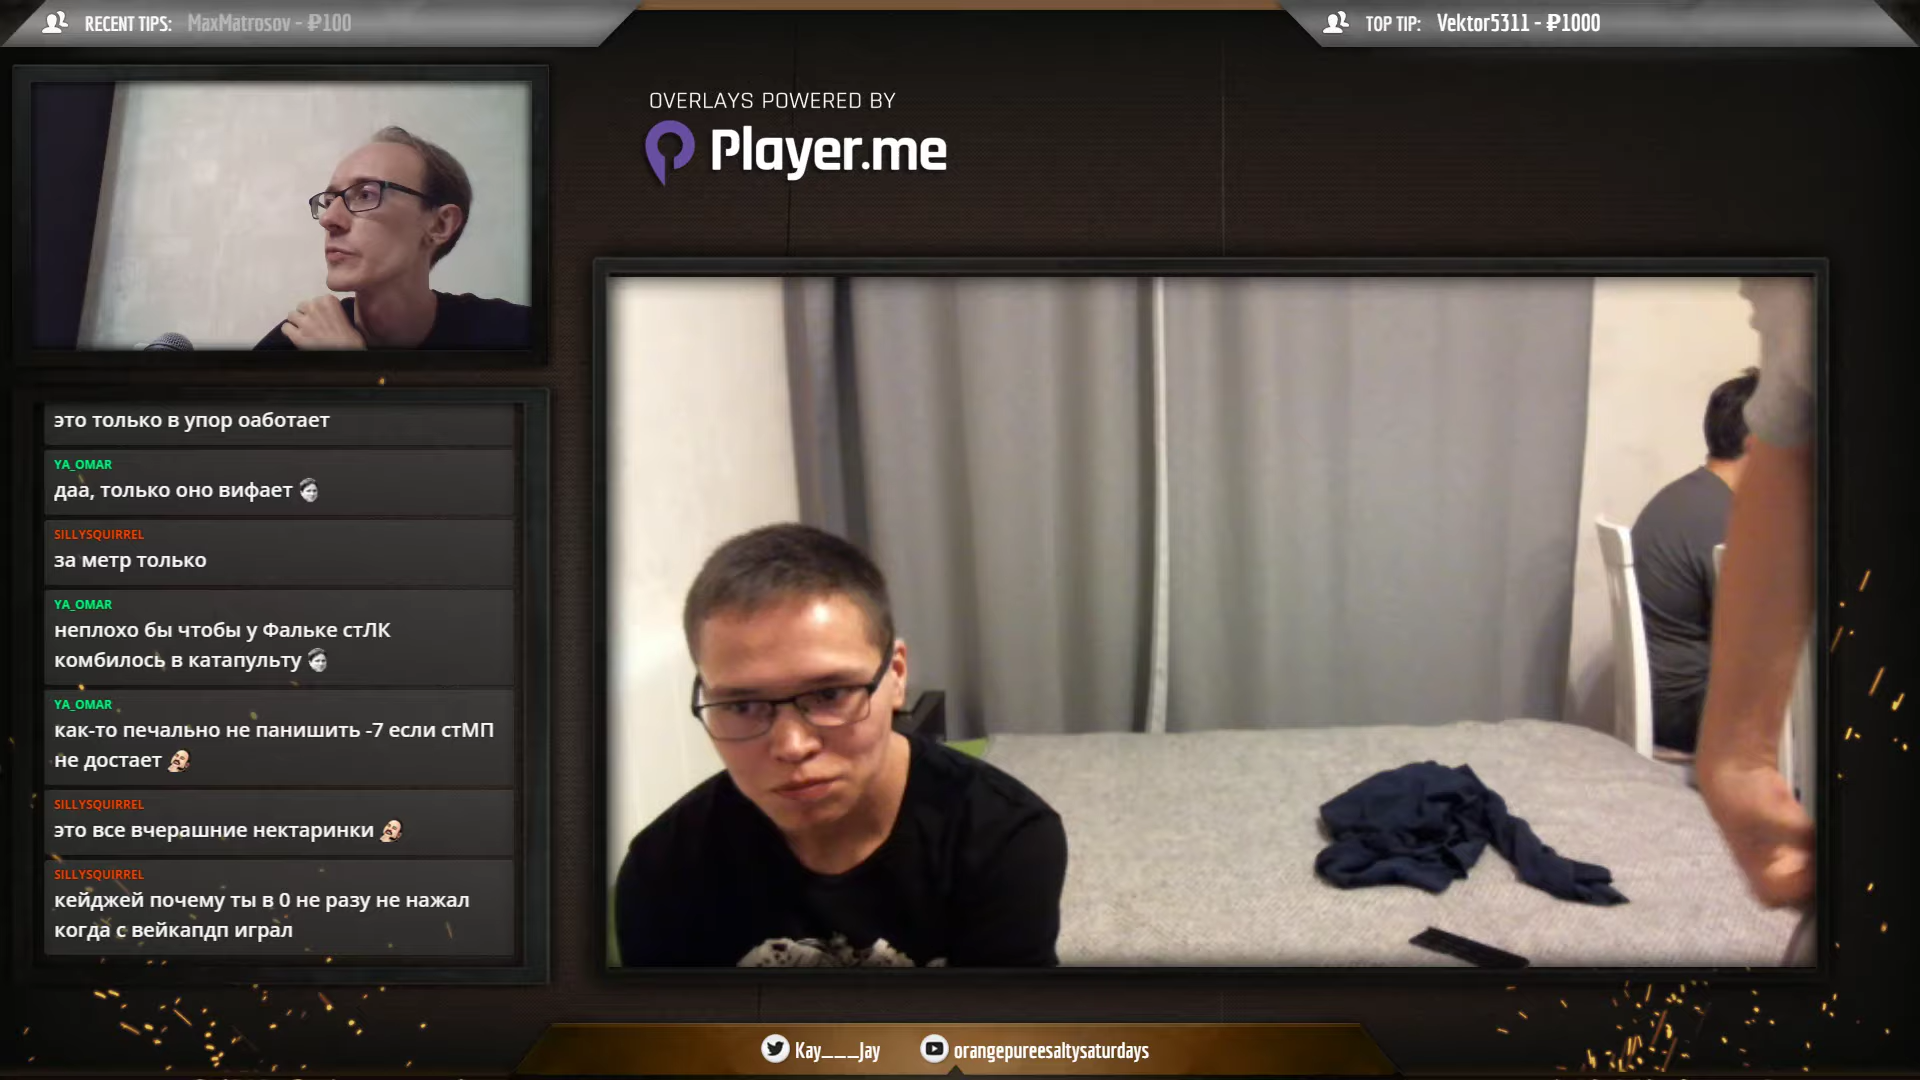 RECENT TIPS: MaxMatrosov - ₽100
TOP TIP: Vektor5311 - ₽1000
OVERLAYS POWERED BY
Player.me
это только в упор оаботает
YA_OMAR
даа, только оно вифает
SILLYSQUIRREL
за метр только
YA_OMAR
неплохо бы чтобы у Фальке стЛК
комбилось в катапульту
YA_OMAR
как-то печально не панишить -7 если стМП
не достает
SILLYSQUIRREL
это все вчерашние нектаринки
SILLYSQUIRREL
кейджей почему ты в 0 не разу не нажал
когда с вейкапдп играл
Kay___Jay
orangepureesaltysaturdays